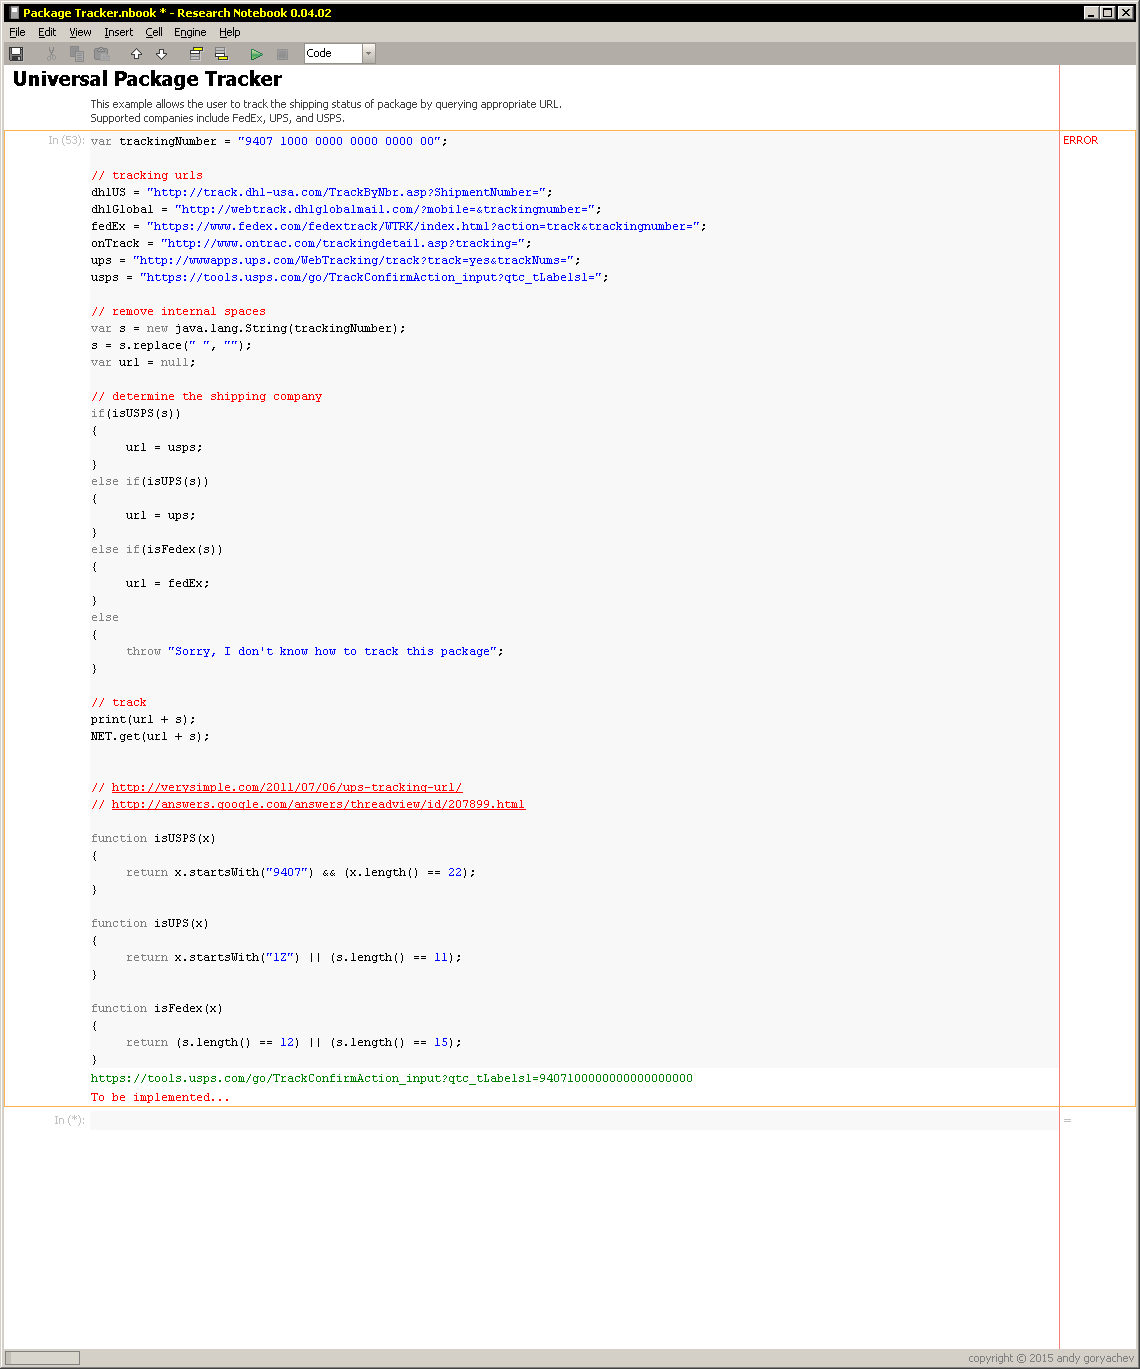 Package Tracker.nbook * - Research Notebook 0.04.02
File Edit View Insert Cell Engine Help
Code
Universal Package Tracker
This example allows the user to track the shipping status of package by querying appropriate URL.
Supported companies include FedEx, UPS, and USPS.
In (53): var trackingNumber = "9407 1000 0000 0000 0000 00"; ERROR
// tracking urls
dhlUS = "http://track.dhl-usa.com/TrackByNbr.asp?ShipmentNumber=";
dhlGlobal = "http://webtrack.dhlglobalmail.com/?mobile=&trackingnumber=";
fedEx = "https://www.fedex.com/fedextrack/WTRK/index.html?action=track&trackingnumber=";
onTrack = "http://www.ontrac.com/trackingdetail.asp?tracking=";
ups = "http://wwwapps.ups.com/WebTracking/track?track=yes&trackNums=";
usps = "https://tools.usps.com/go/TrackConfirmAction_input?qtc_tLabels1=";
// remove internal spaces
var s = new java.lang.String(trackingNumber);
s = s.replace(" ", "");
var url = null;
// determine the shipping company
if(isUSPS(s))
{
url = usps;
}
else if(isUPS(s))
{
url = ups;
}
else if(isFedex(s))
{
url = fedEx;
}
else
{
throw "Sorry, I don't know how to track this package";
}
// track
print(url + s);
NET.get(url + s);
// http://verysimple.com/2011/07/06/ups-tracking-url/
// http://answers.google.com/answers/threadview/id/207899.html
function isUSPS(x)
{
return x.startsWith("9407") && (x.length() == 22);
}
function isUPS(x)
{
return x.startsWith("1Z") || (s.length() == 11);
}
function isFedex(x)
{
return (s.length() == 12) || (s.length() == 15);
}
https://tools.usps.com/go/TrackConfirmAction_input?qtc_tLabels1=9407100000000000000000
To be implemented...
In (*): =
copyright © 2015 andy goryachev